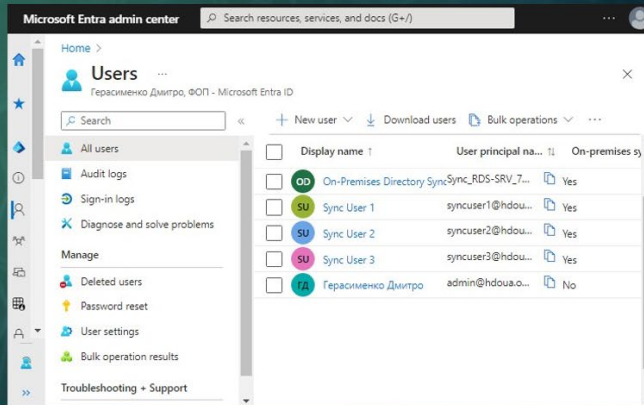 Microsoft Entra admin center
Search resources, services, and docs (G+/)
Home >
Users
Герасименко Дмитро, ФОП - Microsoft Entra ID
Search
New user
Download users
Bulk operations
All users
Audit logs
Sign-in logs
Diagnose and solve problems
Manage
Deleted users
Password reset
User settings
Bulk operation results
Troubleshooting + Support
Display name ↑ User principal na... ↑↓ On-premises sy
OD On-Premises Directory Sync Sync_RDS-SRV_7... Yes
SU Sync User 1 syncuser1@hdou... Yes
SU Sync User 2 syncuser2@hdou... Yes
SU Sync User 3 syncuser3@hdou... Yes
ГД Герасименко Дмитро admin@hdoua.o... No